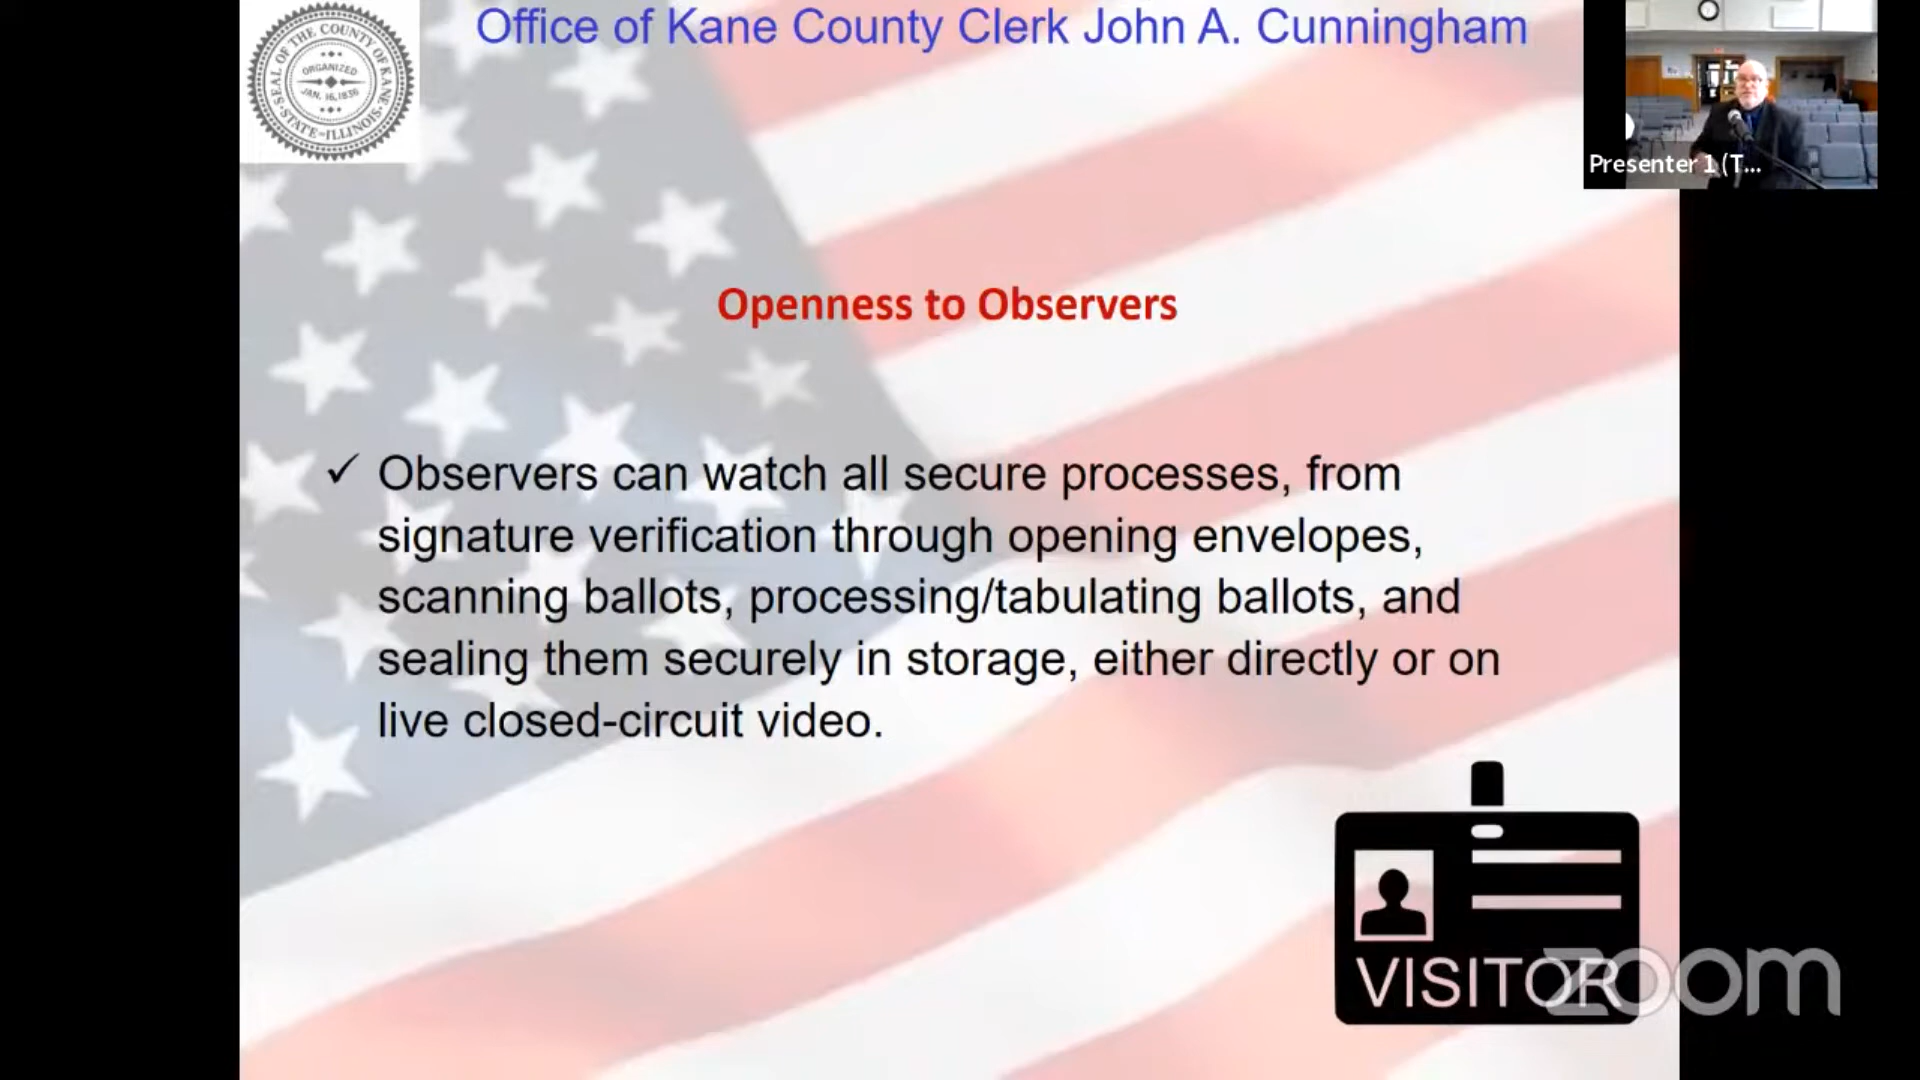 Office of Kane County Clerk John A. Cunningham
SEAL OF THE COUNTY OF KANE
ORGANIZED
JAN. 16, 1836
STATE=ILLINOIS
Presenter 1 (T...
Openness to Observers
✓ Observers can watch all secure processes, from
signature verification through opening envelopes,
scanning ballots, processing/tabulating ballots, and
sealing them securely in storage, either directly or on
live closed-circuit video.
VISITOR
zoom